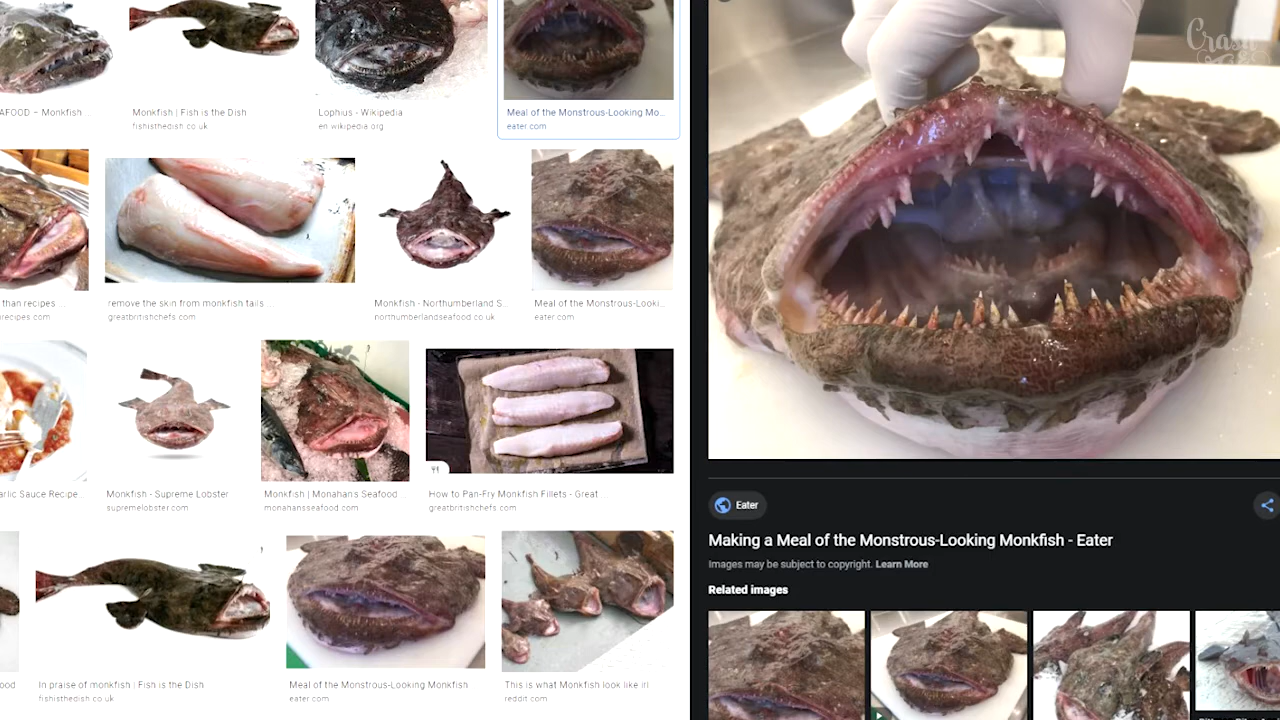 AFOOD – Monkfish ...
Monkfish | Fish is the Dish
fishisthedish.co.uk
Lophius - Wikipedia
en.wikipedia.org
Meal of the Monstrous-Looking Mo...
eater.com
than recipes ...
recipes.com
remove the skin from monkfish tails ...
greatbritishchefs.com
Monkfish - Northumberland S...
northumberlandseafood.co.uk
Meal of the Monstrous-Looki...
eater.com
arlic Sauce Recipe...
Monkfish - Supreme Lobster
supremelobster.com
Monkfish | Monahan's Seafood ...
monahansseafood.com
How to Pan-Fry Monkfish Fillets - Great ...
greatbritishchefs.com
ood
In praise of monkfish | Fish is the Dish
fishisthedish.co.uk
Meal of the Monstrous-Looking Monkfish
eater.com
This is what Monkfish look like irl
reddit.com
Eater
Making a Meal of the Monstrous-Looking Monkfish - Eater
Images may be subject to copyright. Learn More
Related images